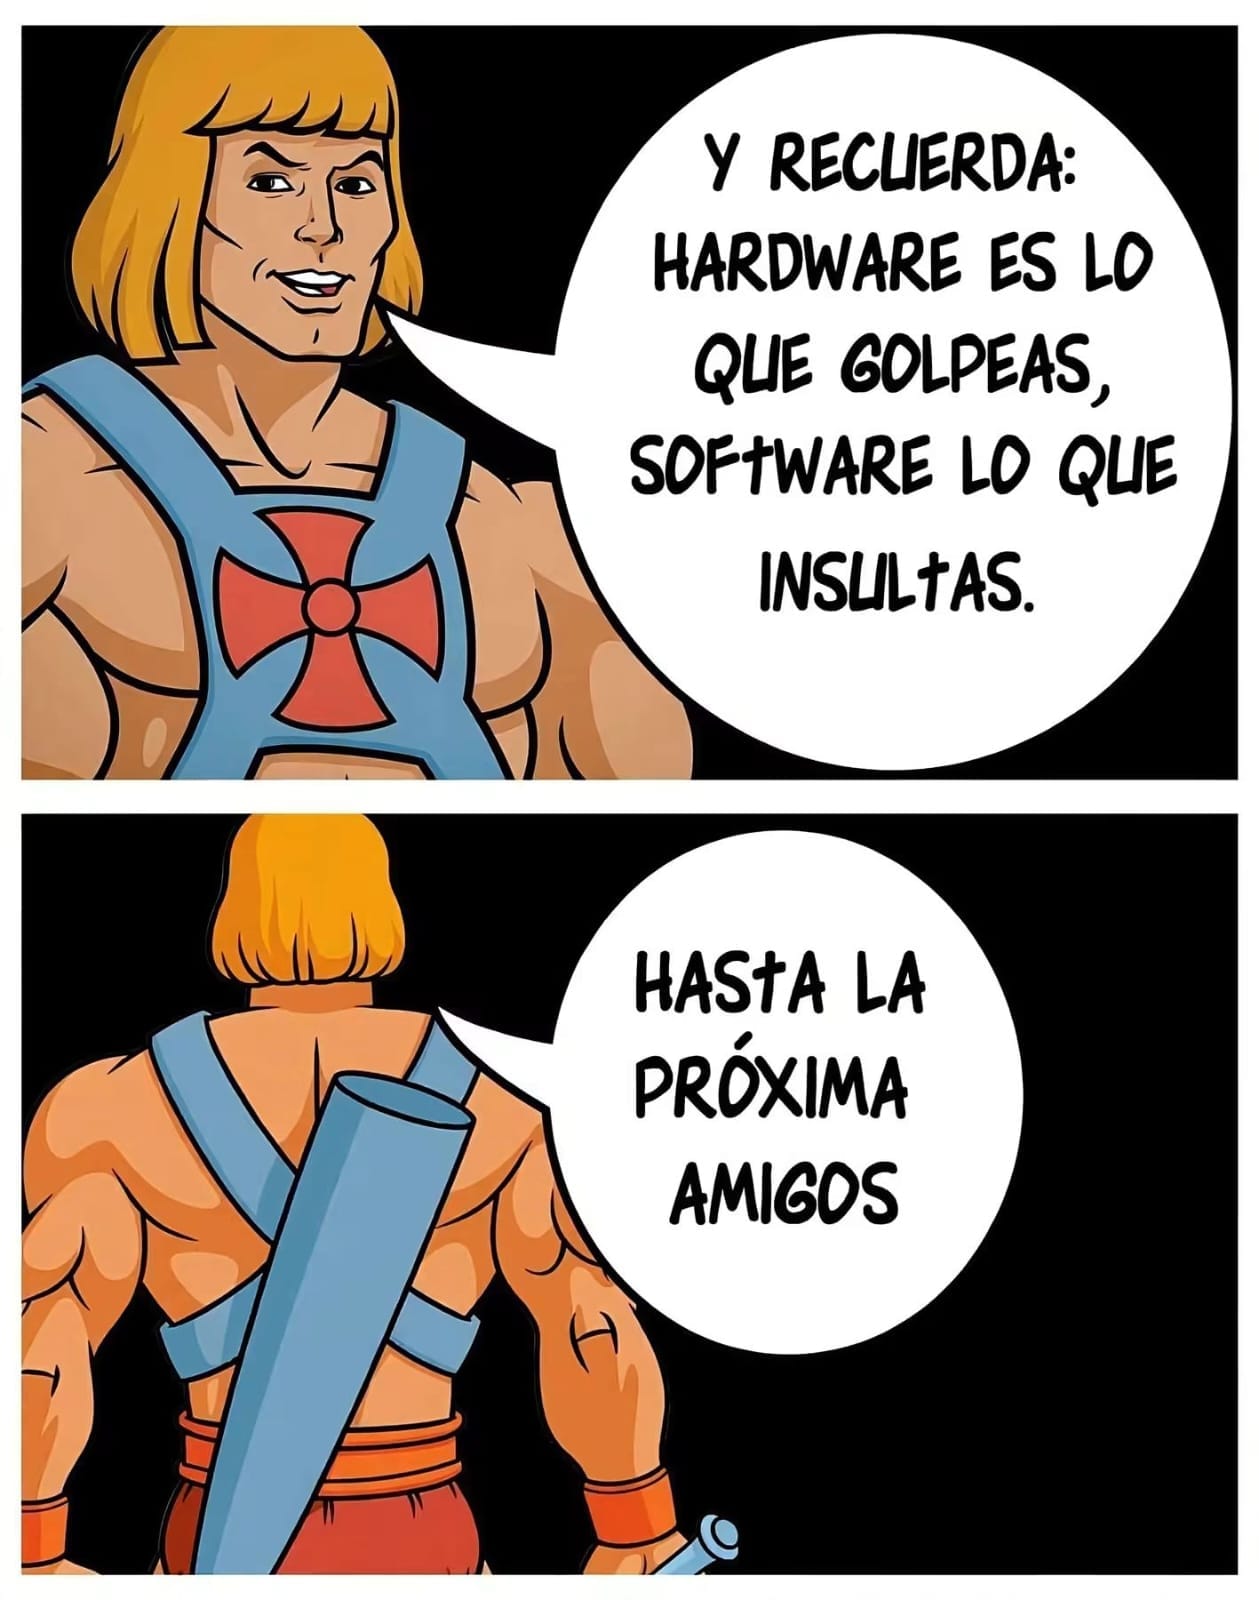 Y RECUERDA:
HARDWARE ES LO
QUE GOLPEAS,
SOFTWARE LO QUE
INSULTAS.
HASTA LA
PRÓXIMA
AMIGOS